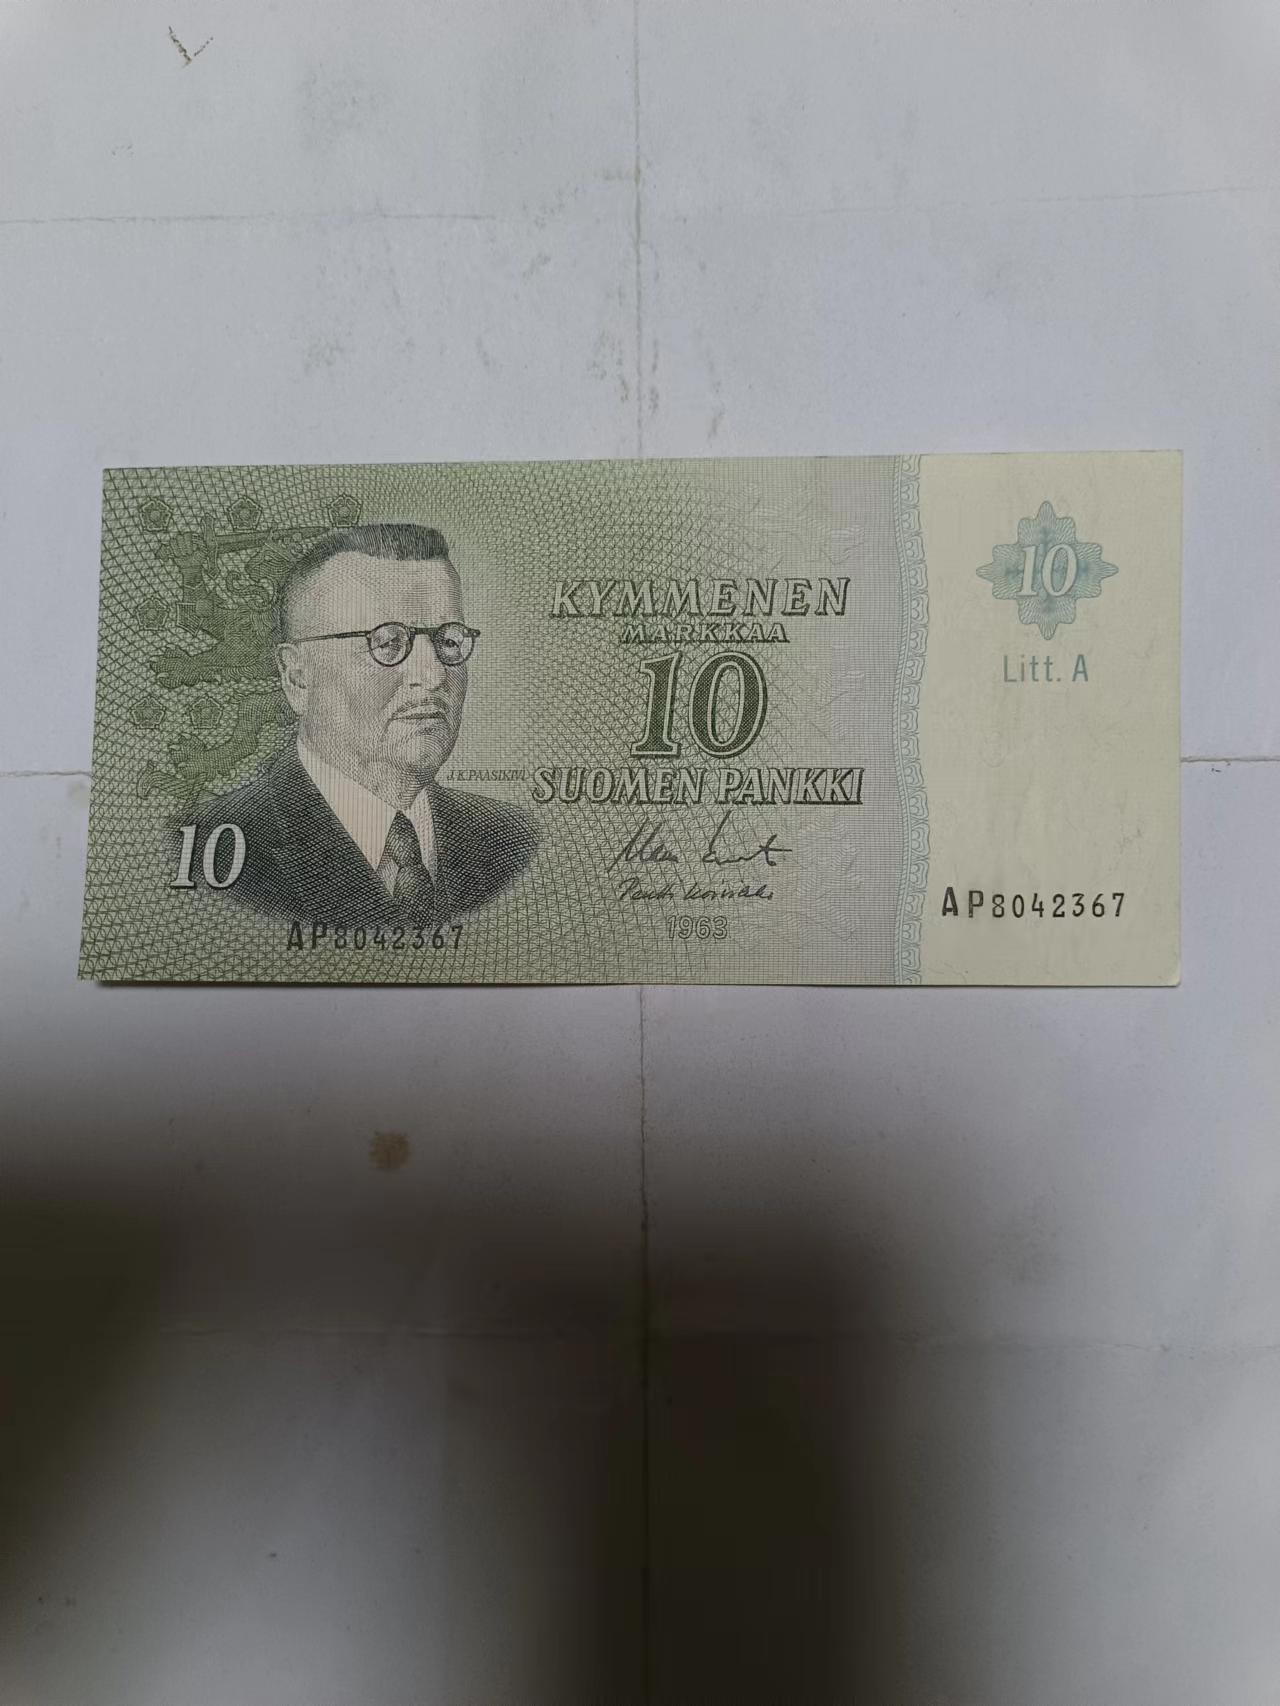 KYMMENEN
MARKKAA
10
SUOMEN PANKKI
J.K.PAASIKIVI
10
1963
AP8042367
10
Litt. A
AP8042367